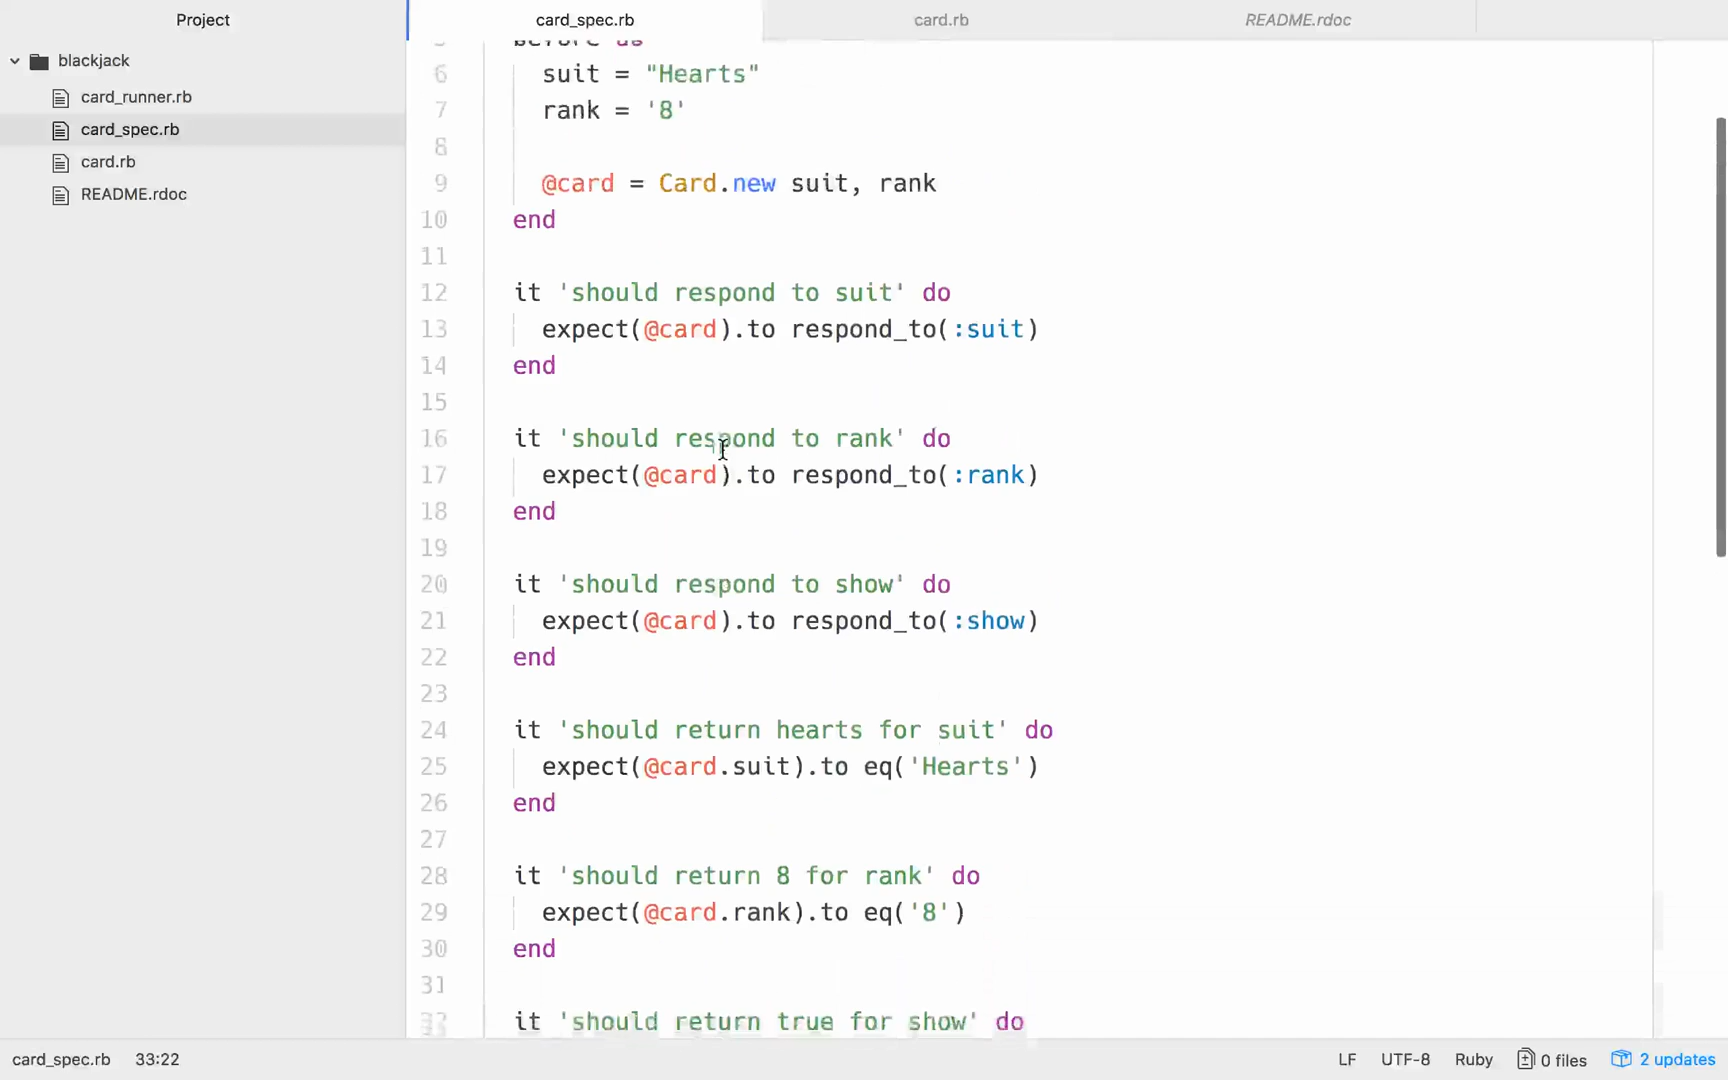 Project
card_spec.rb
card.rb
README.rdoc
blackjack
card_runner.rb
card_spec.rb
card.rb
README.rdoc
5 before do
6 suit = "Hearts"
7 rank = '8'
8
9 @card = Card.new suit, rank
10 end
11
12 it 'should respond to suit' do
13 expect(@card).to respond_to(:suit)
14 end
15
16 it 'should respond to rank' do
17 expect(@card).to respond_to(:rank)
18 end
19
20 it 'should respond to show' do
21 expect(@card).to respond_to(:show)
22 end
23
24 it 'should return hearts for suit' do
25 expect(@card.suit).to eq('Hearts')
26 end
27
28 it 'should return 8 for rank' do
29 expect(@card.rank).to eq('8')
30 end
31
it 'should return true for show' do
card_spec.rb 33:22 LF UTF-8 Ruby 0 files 2 updates